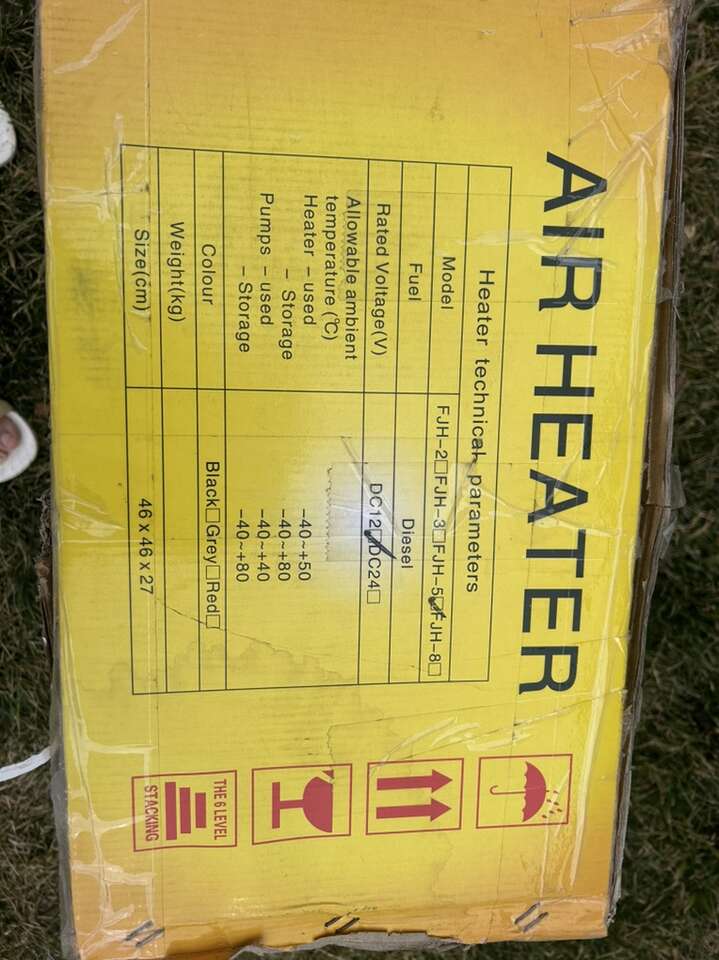 AIR HEATER
Heater technical parameters
Model FJH-2□FJH-3□FJH-5☑FJH-8□
Fuel Diesel
Rated Voltage(V) DC12☑DC24□
Allowable ambient
temperature (℃)
Heater - used -40~+50
- Storage -40~+80
Pumps - used -40~+40
- Storage -40~+80
Colour Black□Grey□Red□
Weight(kg)
Size(cm) 46 x 46 x 27
THE 6 LEVEL
STACKING